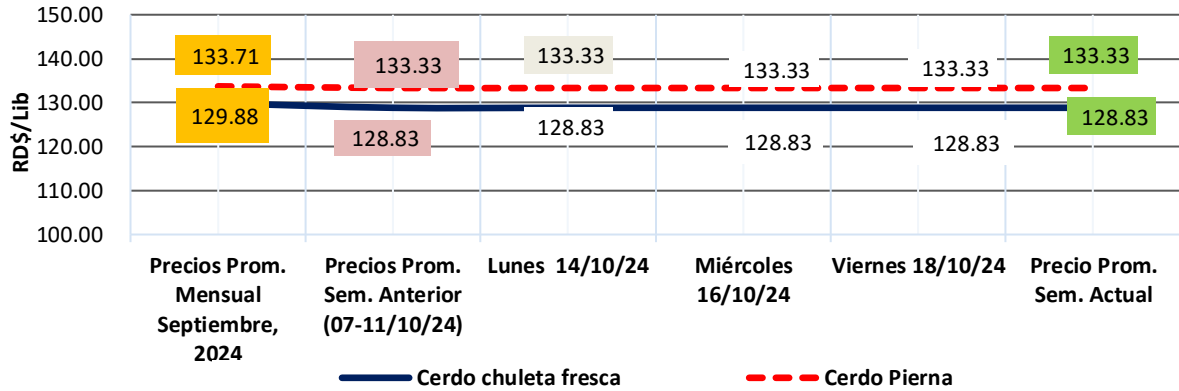 150.00
140.00
130.00
120.00
110.00
100.00
RD$/Lib
133.71
133.33
133.33
133.33
133.33
133.33
129.88
128.83
128.83
128.83
128.83
128.83
Precios Prom.
Mensual
Septiembre,
2024
Precios Prom.
Sem. Anterior
(07-11/10/24)
Lunes 14/10/24
Miércoles
16/10/24
Viernes 18/10/24
Precio Prom.
Sem. Actual
Cerdo chuleta fresca
Cerdo Pierna